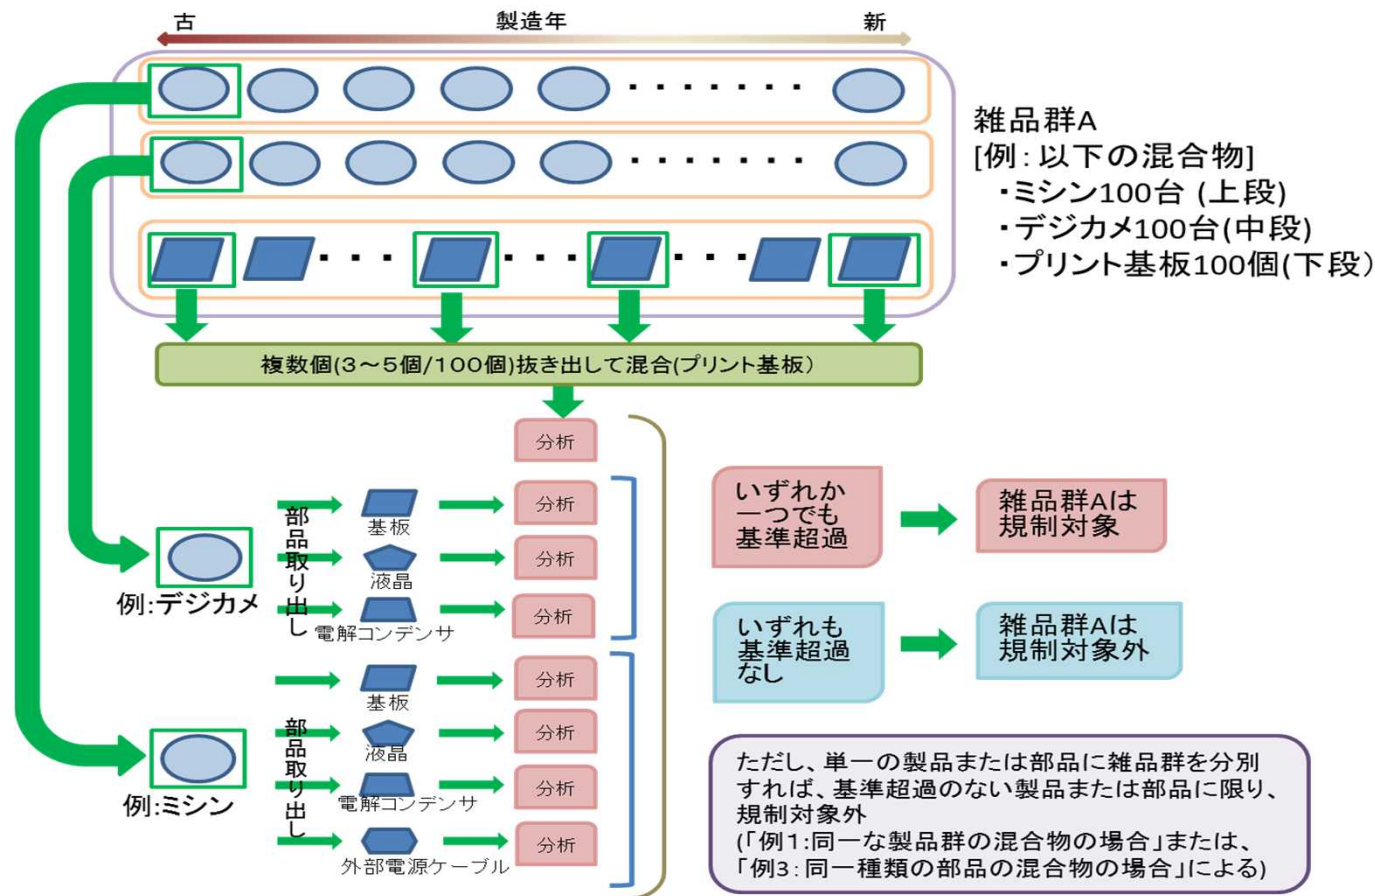 古
製造年
新
雑品群A
[例:以下の混合物]
・ミシン100台 (上段)
・デジカメ100台(中段)
・プリント基板100個(下段)
複数個(3～5個/100個)抜き出して混合(プリント基板)
分析
部品取り出し
基板
分析
液晶
分析
電解コンデンサ
分析
例:デジカメ
部品取り出し
基板
分析
液晶
分析
電解コンデンサ
分析
外部電源ケーブル
分析
例:ミシン
いずれか
一つでも
基準超過
雑品群Aは
規制対象
いずれも
基準超過
なし
雑品群Aは
規制対象外
ただし、単一の製品または部品に雑品群を分別
すれば、基準超過のない製品または部品に限り、
規制対象外
(「例1:同一な製品群の混合物の場合」または、
「例3:同一種類の部品の混合物の場合」による)